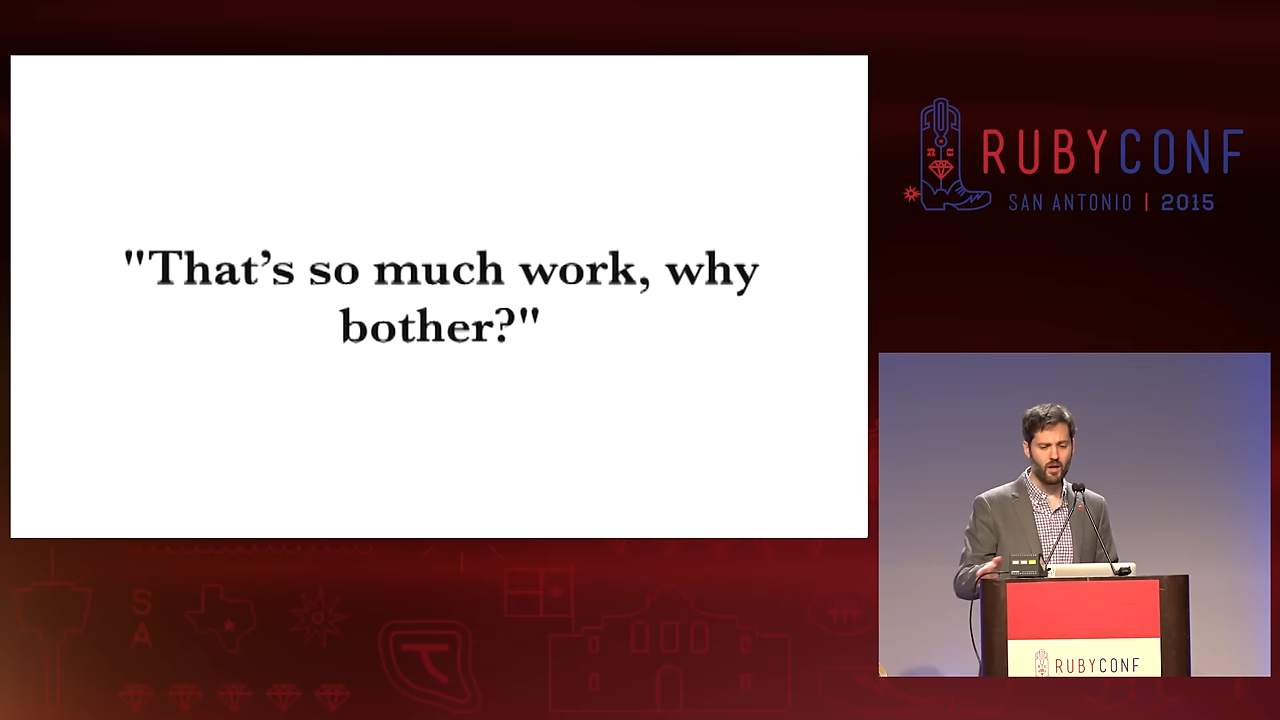 "That’s so much work, why
bother?"
RUBYCONF
SAN ANTONIO | 2015
S
A
RUBYCONF